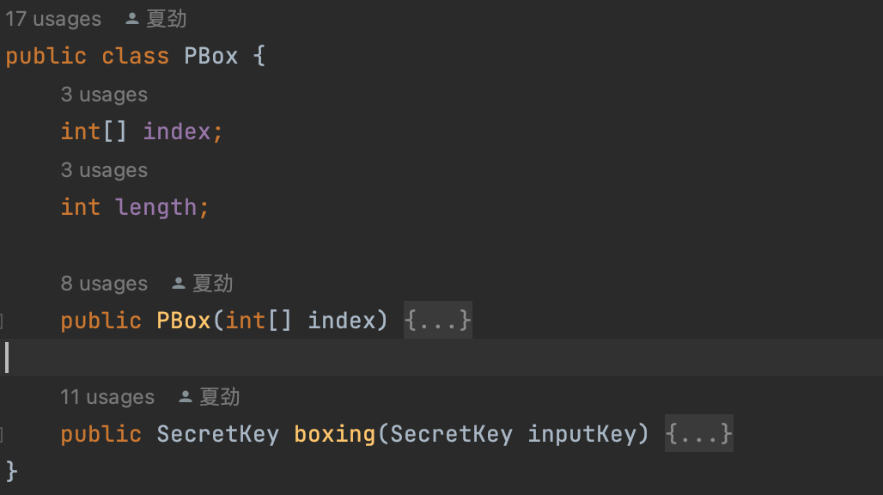 17 usages 夏劲
public class PBox {
3 usages
int[] index;
3 usages
int length;
8 usages 夏劲
public PBox(int[] index) {...}
11 usages 夏劲
public SecretKey boxing(SecretKey inputKey) {...}
}